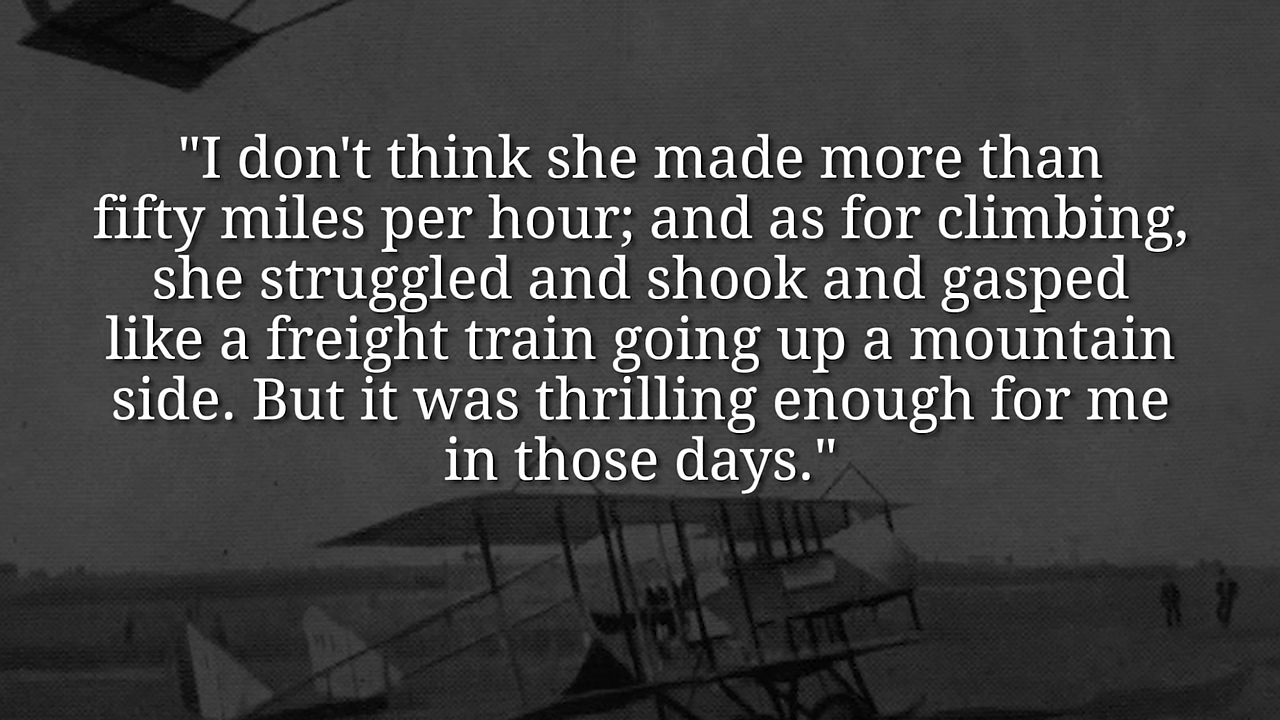 "I don't think she made more than
fifty miles per hour; and as for climbing,
she struggled and shook and gasped
like a freight train going up a mountain
side. But it was thrilling enough for me
in those days."